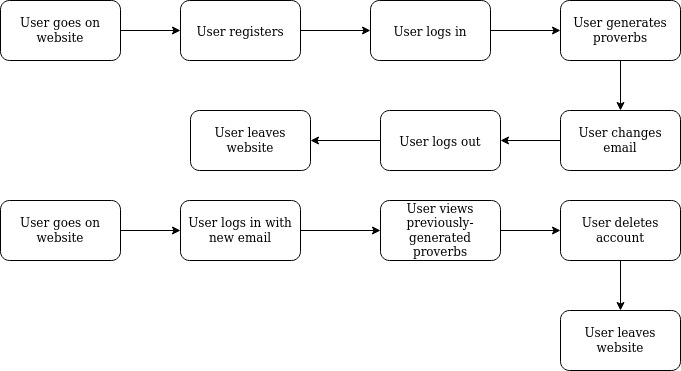 User goes on
website
User registers
User logs in
User generates
proverbs
User changes
email
User logs out
User leaves
website
User goes on
website
User logs in with
new email
User views
previously-
generated
proverbs
User deletes
account
User leaves
website